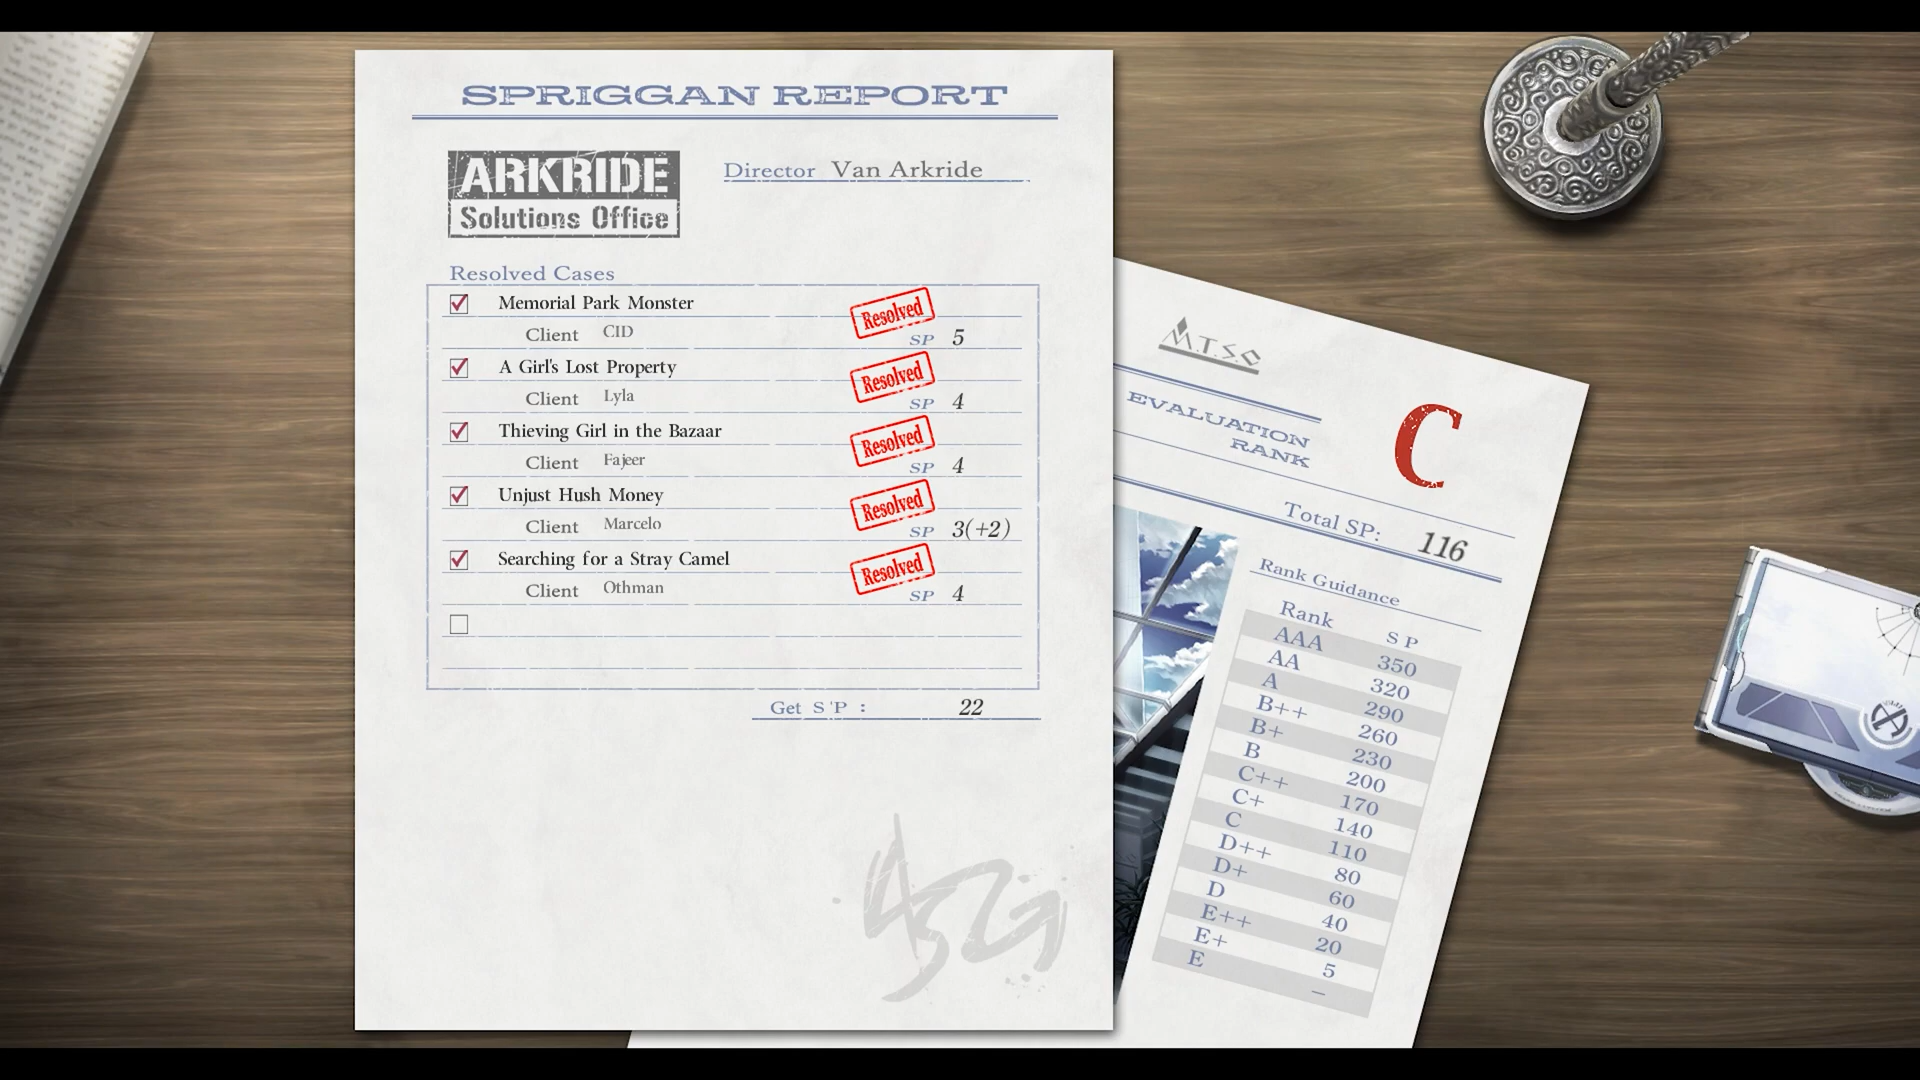 SPRIGGAN REPORT
ARKRIDE
Solutions Office
Director Van Arkride
Resolved Cases
Memorial Park Monster
Resolved
Client CID
SP 5
A Girl's Lost Property
Resolved
Client Lyla
SP 4
Thieving Girl in the Bazaar
Resolved
Client Fajeer
SP 4
Unjust Hush Money
Resolved
Client Marcelo
SP 3(+2)
Searching for a Stray Camel
Resolved
Client Othman
SP 4
Get SP : 22
M.T.S.C
EVALUATION
RANK
C
Total SP: 116
Rank Guidance
Rank SP
AAA 350
AA 320
A 290
B++ 260
B+ 230
B 200
C++ 170
C+ 140
C 110
D++ 80
D+ 60
D 40
E++ 20
E+ 5
E –